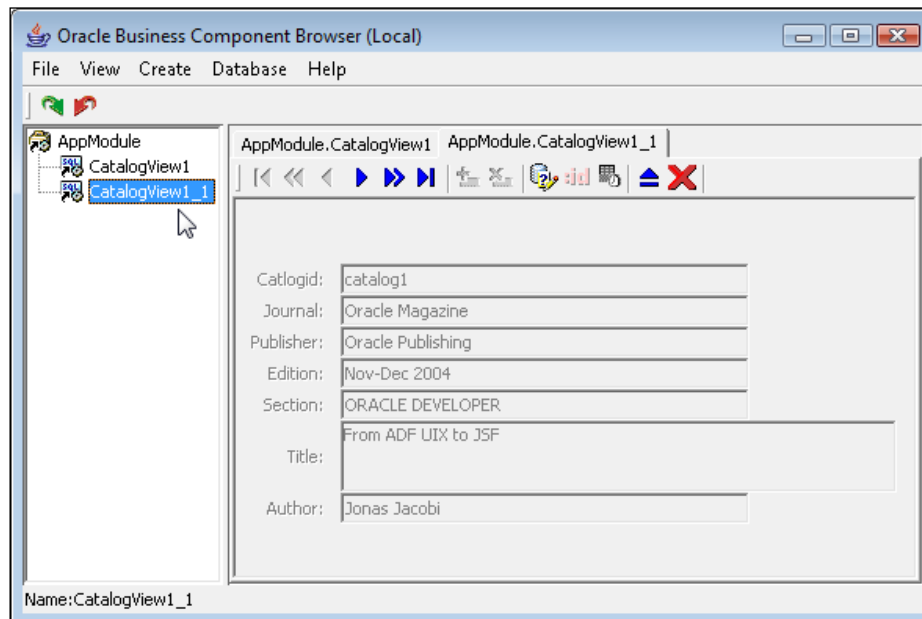 Oracle Business Component Browser (Local)
File View Create Database Help
AppModule
CatalogView1
CatalogView1_1
AppModule.CatalogView1 AppModule.CatalogView1_1
:id
Catlogid: catalog1
Journal: Oracle Magazine
Publisher: Oracle Publishing
Edition: Nov-Dec 2004
Section: ORACLE DEVELOPER
Title: From ADF UIX to JSF
Author: Jonas Jacobi
Name:CatalogView1_1